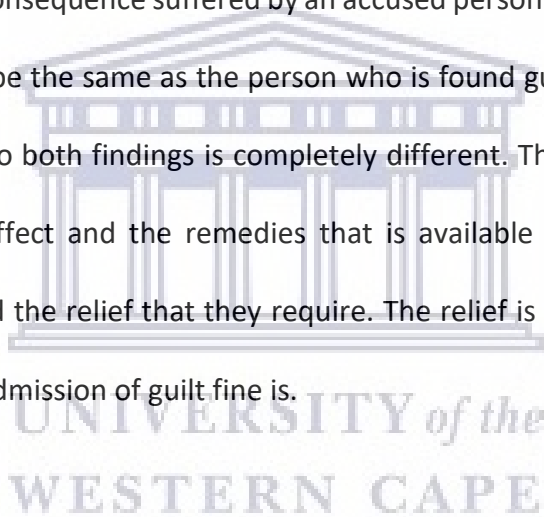 onsequence suffered by an accused person
be the same as the person who is found gu
o both findings is completely different. Th
ffect and the remedies that is available
l the relief that they require. The relief is
dmission of guilt fine is.
UNIVERSITY of the
WESTERN CAPE